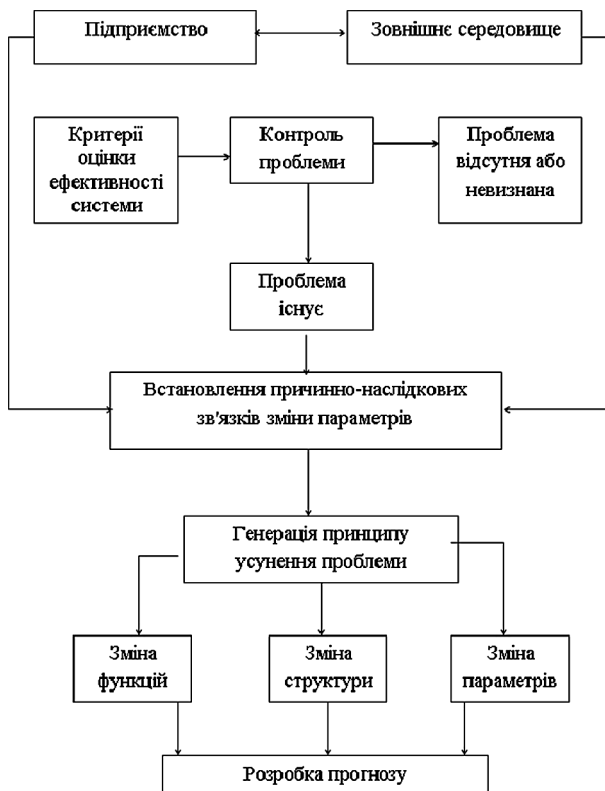 Підприємство
Зовнішнє середовище
Критерії
оцінки
ефективності
системи
Контроль
проблеми
Проблема
відсутня або
невизнана
Проблема
існує
Встановлення причинно-наслідкових
зв'язків зміни параметрів
Генерація принципу
усунення проблеми
Зміна
функцій
Зміна
структури
Зміна
параметрів
Розробка прогнозу